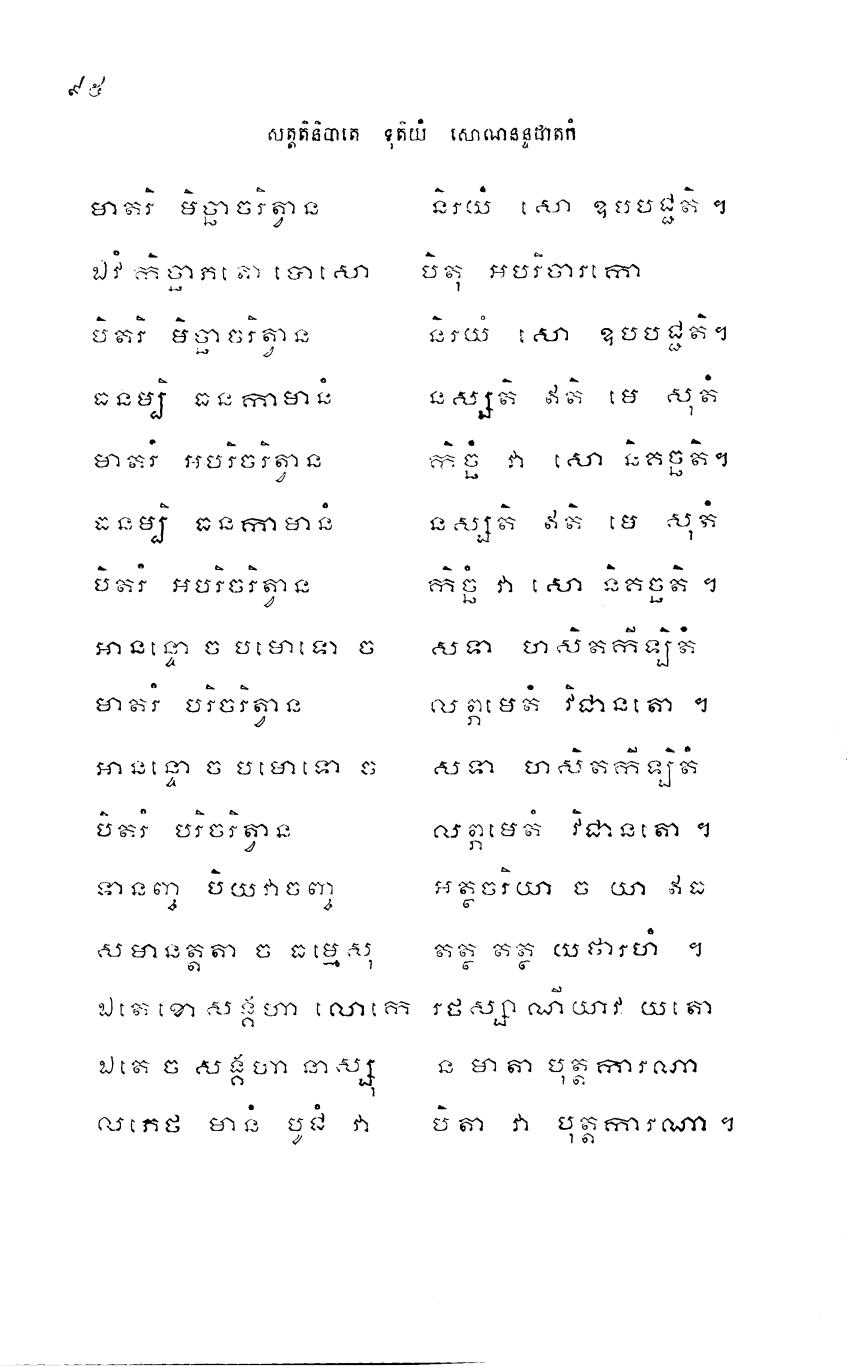 ៩៥
សត្តតិនិបាតេ ទុតិយំ សោណនន្ទជាតកំ
មាតរិ មិច្ឆាចរិត្វាន និរយំ សោ ឧបបជ្ជតិ ។
ឯវំ កិច្ឆាភតោ បោសោ បិតុ អបរិចារកោ
បិតរិ មិច្ឆាចរិត្វាន និរយំ សោ ឧបបជ្ជតិ។
ធនម្បិ ធនកាមានំ នស្សតិ ឥតិ មេ សុតំ
មាតរំ អបរិចរិត្វាន កិច្ឆំ វា សោ និគច្ឆតិ។
ធនម្បិ ធនកាមានំ នស្សតិ ឥតិ មេ សុតំ
បិតរំ អបរិចរិត្វាន កិច្ឆំ វា សោ និគច្ឆតិ ។
អានន្ទោ ច បមោទោ ច សទា ហសិតកីឡិតំ
មាតរំ បរិចរិត្វាន លព្ភមេតំ វិជានតោ ។
អានន្ទោ ច បមោទោ ច សទា ហសិតកីឡិតំ
បិតរំ បរិចរិត្វាន លព្ភមេតំ វិជានតោ ។
ទានញ្ច បិយវាចញ្ច អត្ថចរិយា ច យា ឥធ
សមានត្តតា ច ធម្មេសុ តត្ថ តត្ថ យថារហំ ។
ឯតេ ខោ សង្គហា លោកេ រថស្សាណីយាវ យតោ
ឯតេ ច សង្គហា នាស្សុ ន មាតា បុត្តការណា
លភេថ មានំ បូជំ វា បិតា វា បុត្តការណា ។